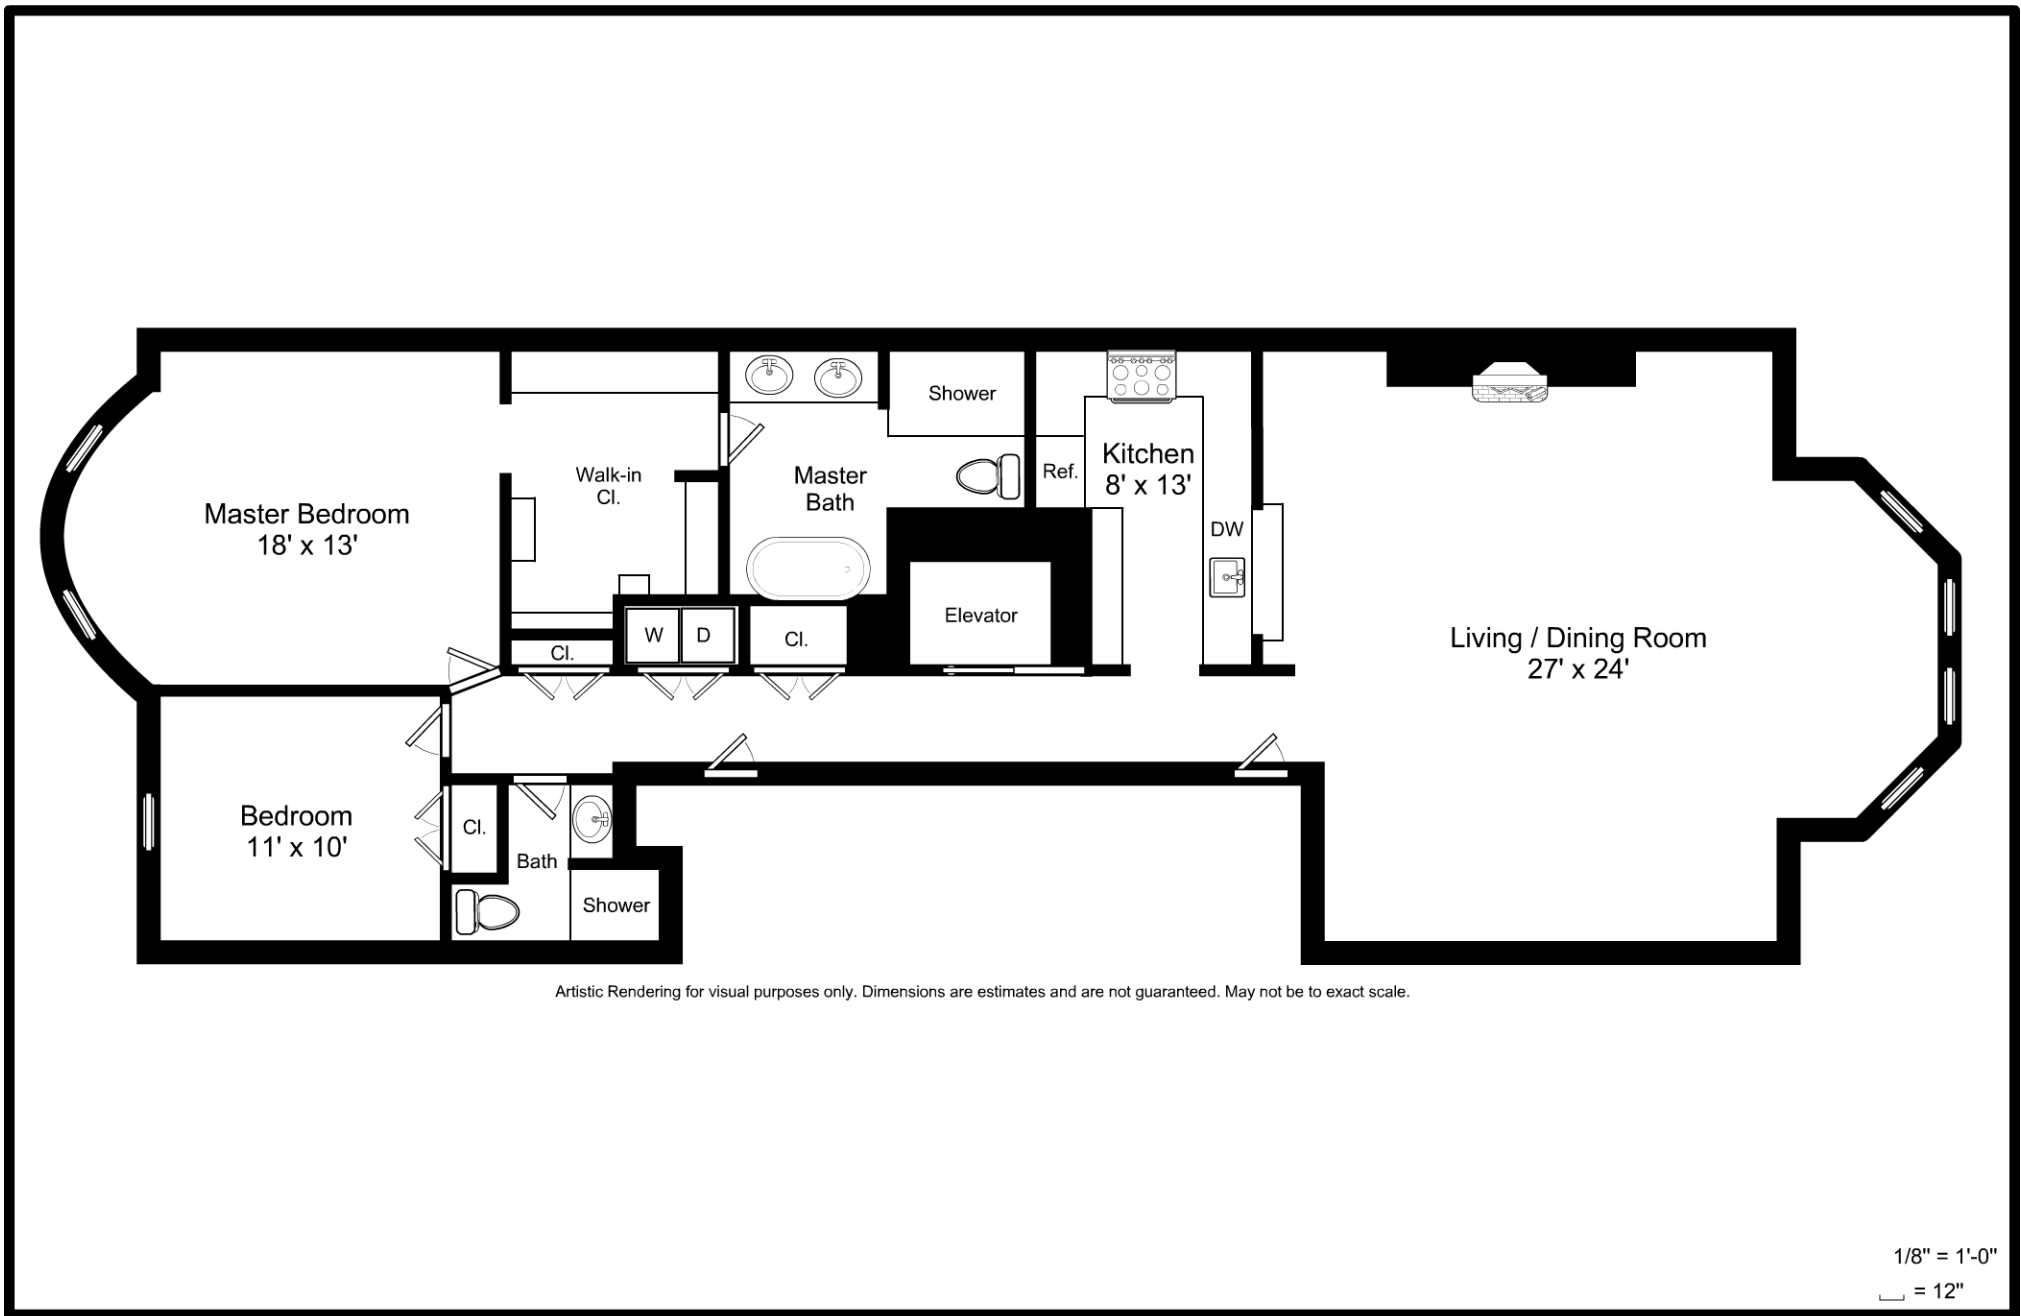 Shower
Kitchen
8' x 13'
Ref.
Walk-in
Cl.
Master
Bath
Master Bedroom
18' x 13'
DW
Elevator
W
D
Cl.
Cl.
Living / Dining Room
27' x 24'
Bedroom
11' x 10'
Cl.
Bath
Shower
Artistic Rendering for visual purposes only. Dimensions are estimates and are not guaranteed. May not be to exact scale.
1/8" = 1'-0"
= 12"